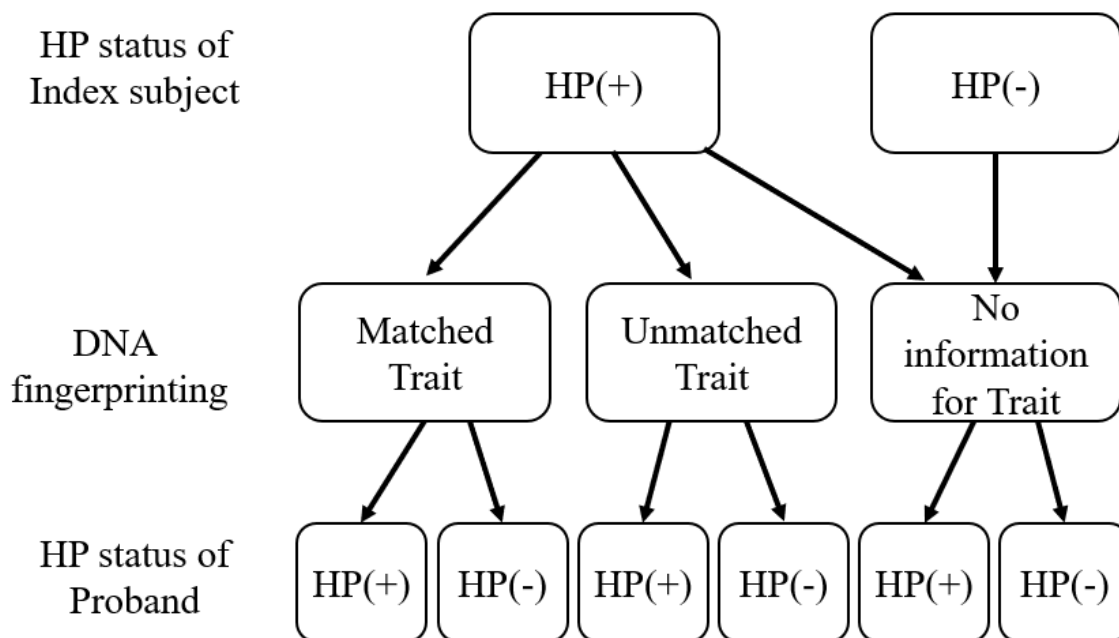 HP status of
Index subject
HP(+)
HP(-)
DNA
fingerprinting
Matched
Trait
Unmatched
Trait
No
information
for Trait
HP status of
Proband
HP(+)
HP(-)
HP(+)
HP(-)
HP(+)
HP(-)